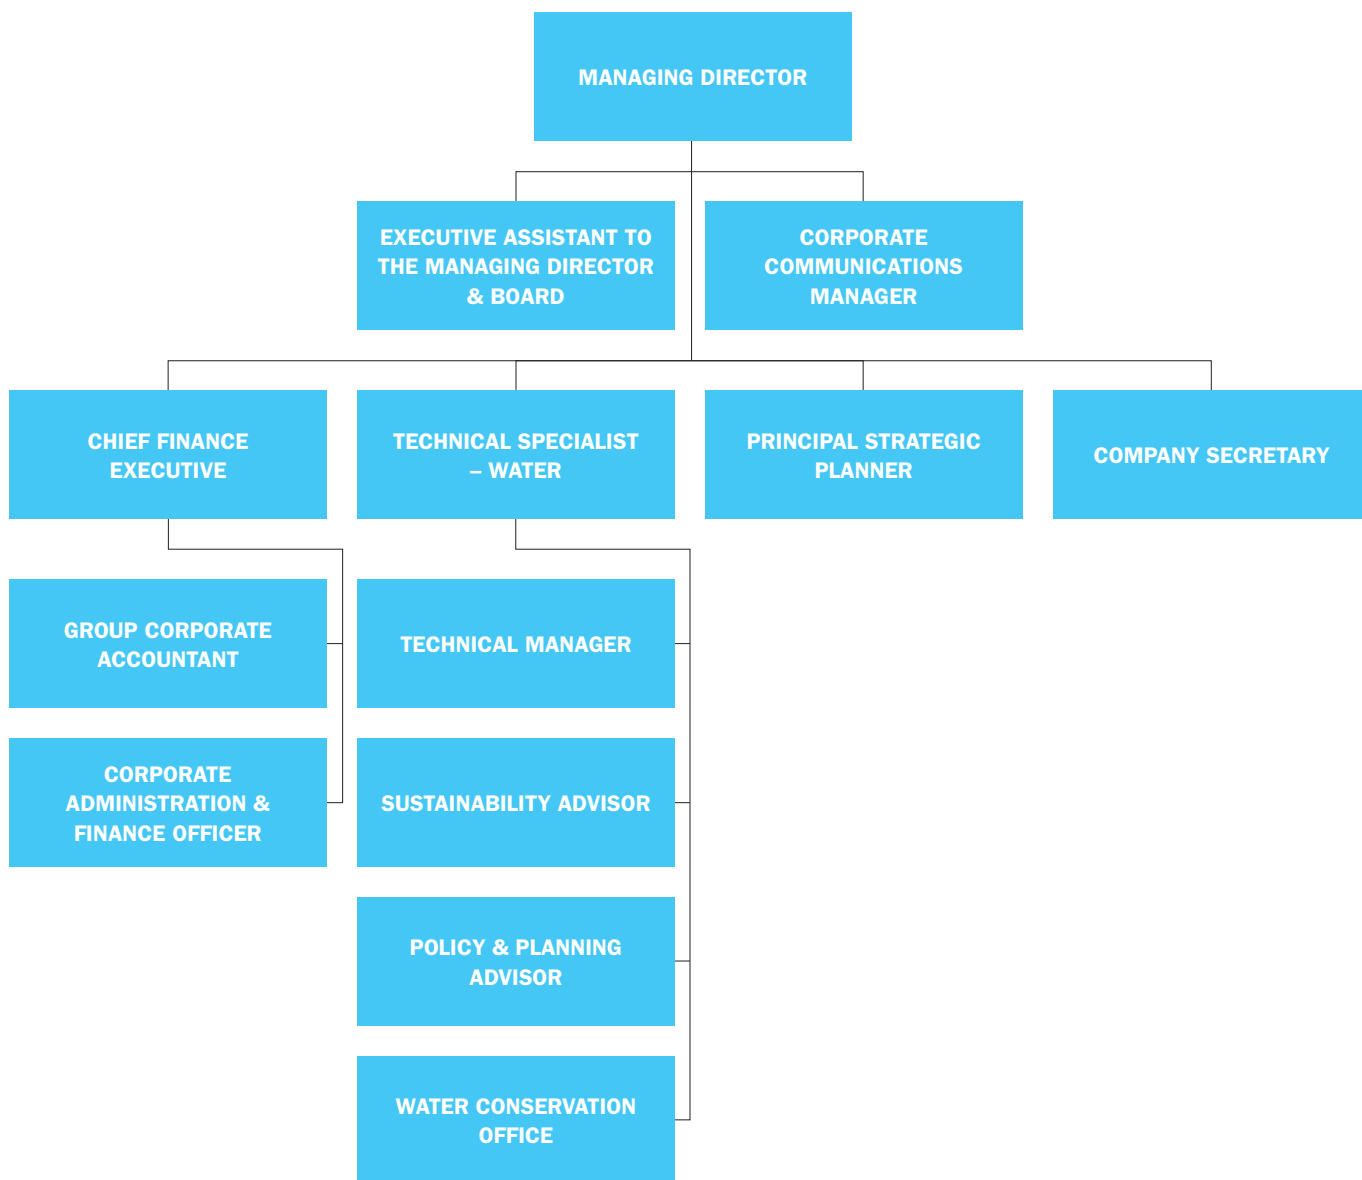 MANAGING DIRECTOR
EXECUTIVE ASSISTANT TO
THE MANAGING DIRECTOR
& BOARD
CORPORATE
COMMUNICATIONS
MANAGER
CHIEF FINANCE
EXECUTIVE
TECHNICAL SPECIALIST
– WATER
PRINCIPAL STRATEGIC
PLANNER
COMPANY SECRETARY
GROUP CORPORATE
ACCOUNTANT
CORPORATE
ADMINISTRATION &
FINANCE OFFICER
TECHNICAL MANAGER
SUSTAINABILITY ADVISOR
POLICY & PLANNING
ADVISOR
WATER CONSERVATION
OFFICE